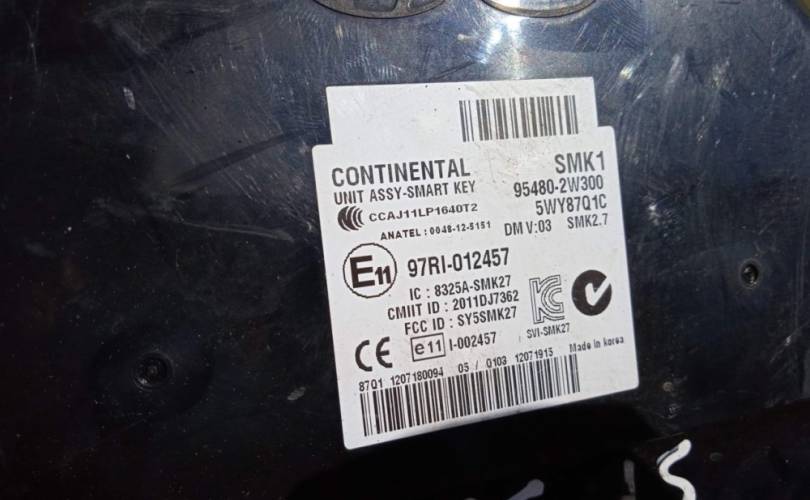 CONTINENTAL SMK1
UNIT ASSY-SMART KEY 95480-2W300
CCAJ11LP1640T2 5WY87Q1C
ANATEL : 0048-12-5151 DM V:03 SMK2.7
E11 97RI-012457
IC : 8325A-SMK27
CMIIT ID : 2011DJ7362
FCC ID : SY5SMK27
SVI-SMK27
CE e11 I-002457
87Q1 1207180094 05 / 0103 12071915 Made in korea